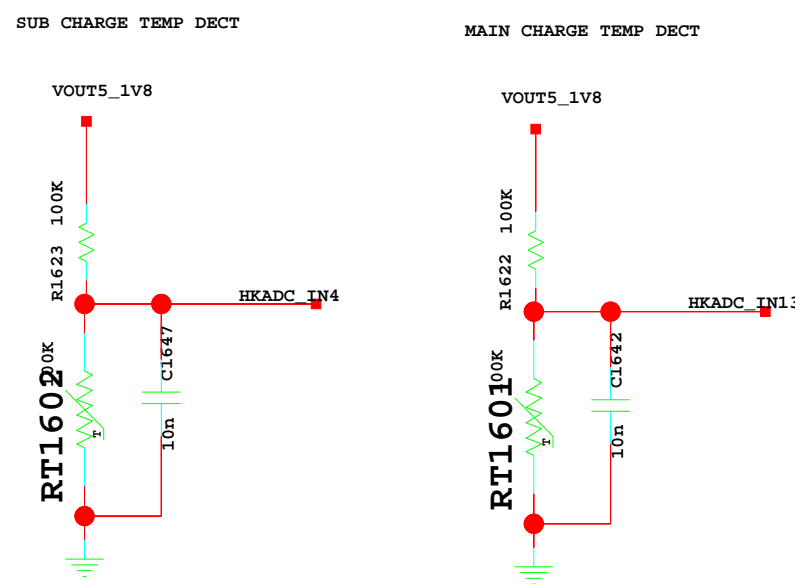 SUB CHARGE TEMP DECT
MAIN CHARGE TEMP DECT
VOUT5_1V8
VOUT5_1V8
100K
R1623
HKADC_IN4
100K
R1622
HKADC_IN13
C1647
10n
RT1602
T
C1642
10n
RT1601
T